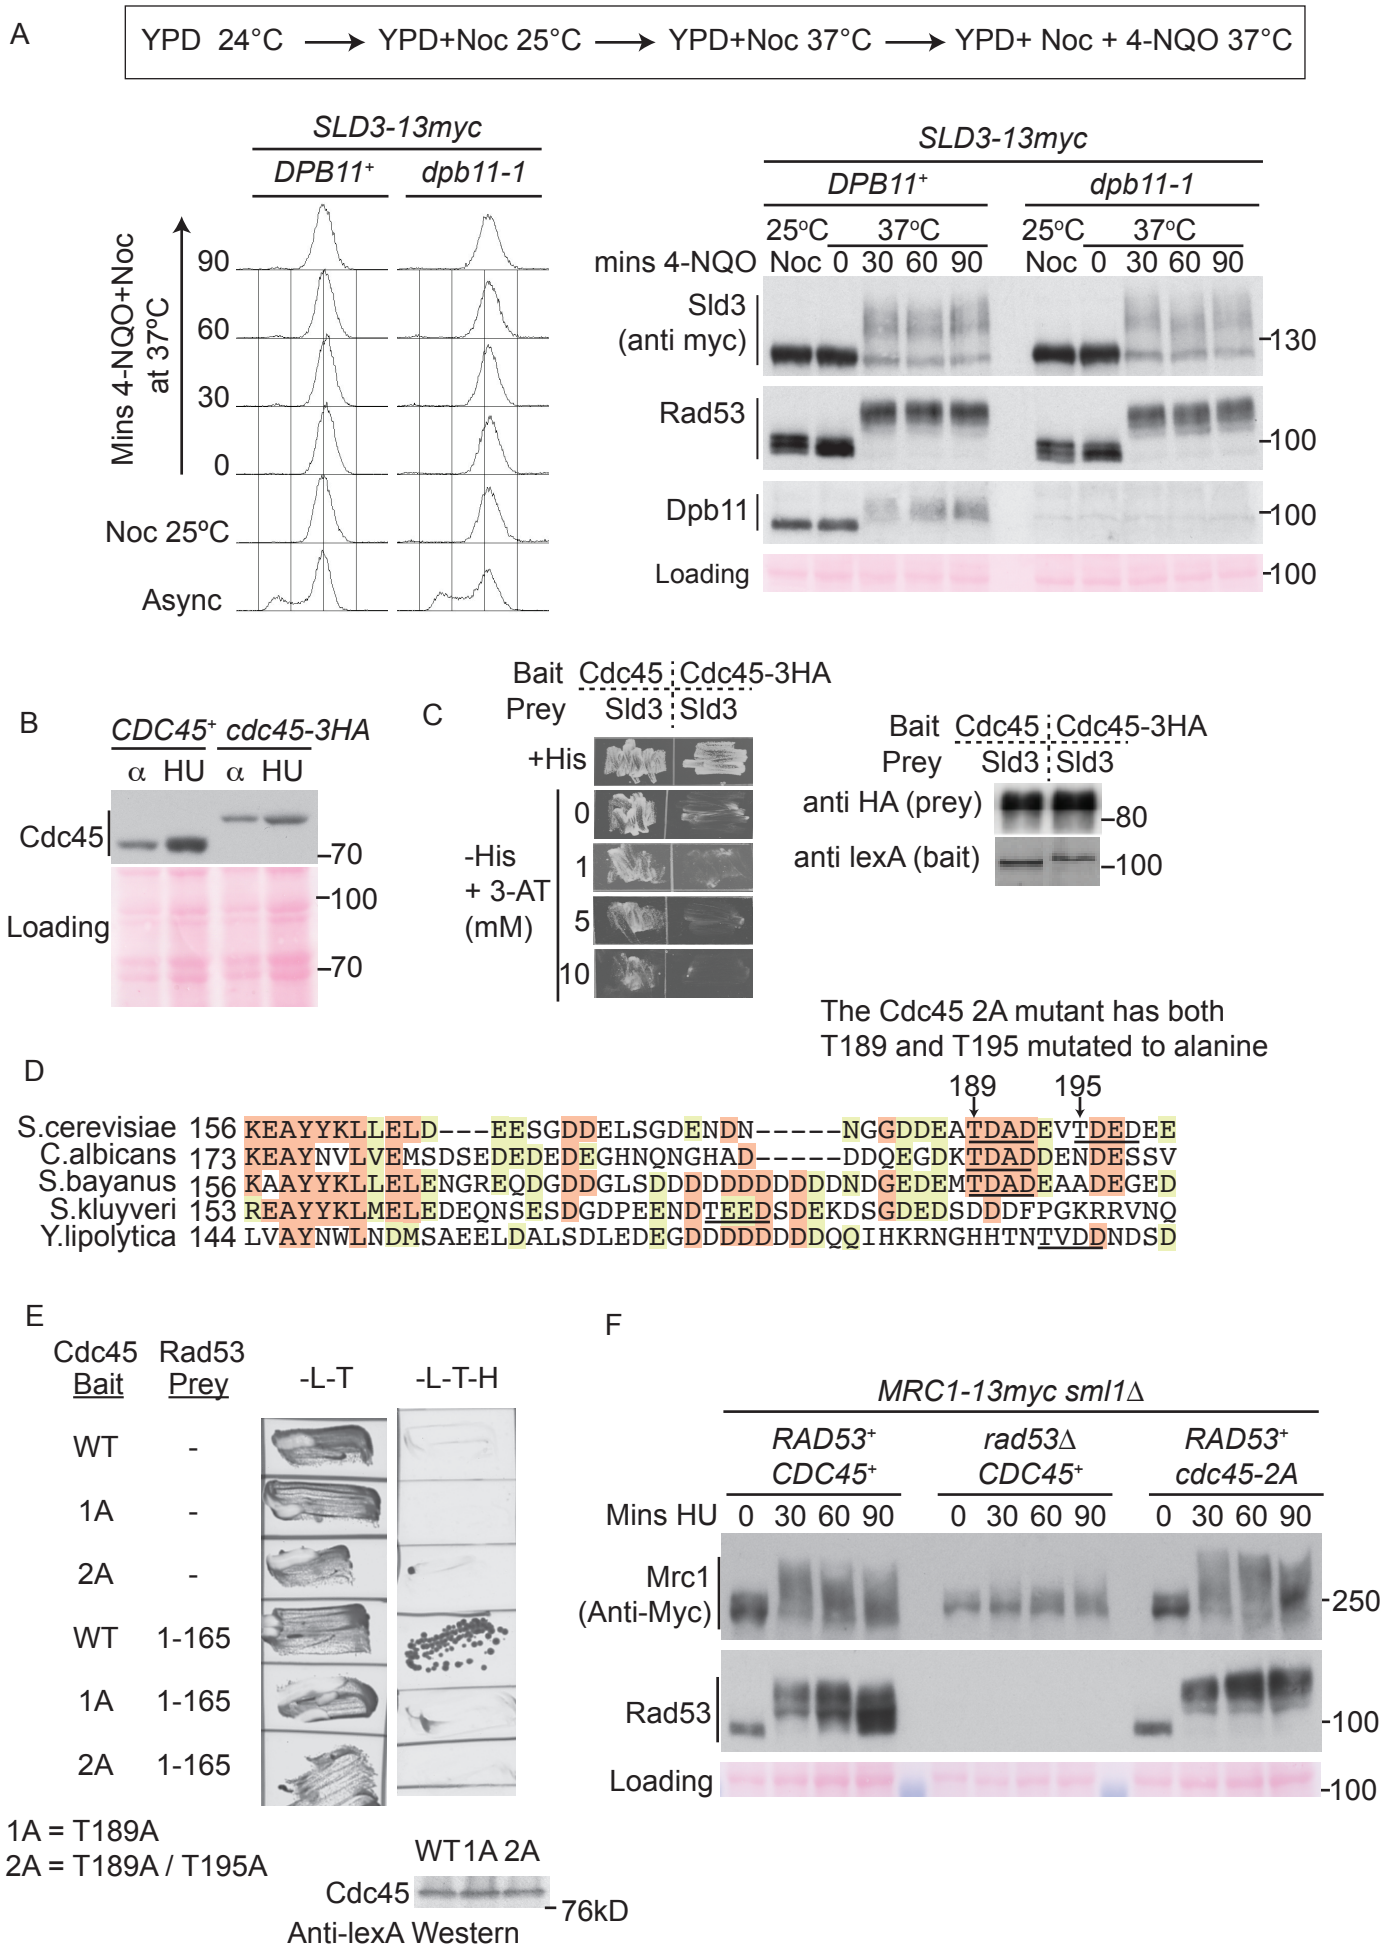 A
YPD 24°C → YPD+Noc 25°C → YPD+Noc 37°C → YPD+ Noc + 4-NQO 37°C
SLD3-13myc
DPB11+ dpb11-1
Mins 4-NQO+Noc
at 37ºC
90
60
30
0
Noc 25ºC
Async
SLD3-13myc
DPB11+ dpb11-1
25ºC 37ºC 25ºC 37ºC
mins 4-NQO Noc 0 30 60 90 Noc 0 30 60 90
Sld3
(anti myc)
130
Rad53
100
Dpb11
100
Loading
100
B
CDC45+ cdc45-3HA
α HU α HU
Cdc45
70
100
Loading
70
C
Bait Cdc45 Cdc45-3HA
Prey Sld3 Sld3
+His
0
-His
+ 3-AT
(mM)
1
5
10
Bait Cdc45 Cdc45-3HA
Prey Sld3 Sld3
anti HA (prey)
80
anti lexA (bait)
100
The Cdc45 2A mutant has both
T189 and T195 mutated to alanine
D
189 195
S.cerevisiae 156 KEAYYKLLELD---EESGDDELSGDENDN-----NGGDDEATDADEVTDEDEE
C.albicans 173 KEAYNVLVEMSDSEDEDEDEGHNQNGHAD-----DDQEGDKTDADDENDESSV
S.bayanus 156 KAAYYKLLELENGREQDGDDGLSDDDDDDDDDDDDNDGEDEMTDADEAADEGED
S.kluyveri 153 REAYYKLMELEDEQNSESDGDPEENDTEEDSDEKDSGDEDSDDDFPGKRRVNQ
Y.lipolytica 144 LVAYNWLNDMSAEELDALSDLEDEGDDDDDDDDQQIHKRNGHHTNTVDDNDSD
E
Cdc45 Rad53
Bait Prey
-L-T -L-T-H
WT -
1A -
2A -
WT 1-165
1A 1-165
2A 1-165
1A = T189A
2A = T189A / T195A
WT 1A 2A
Cdc45
76kD
Anti-lexA Western
F
MRC1-13myc sml1Δ
RAD53+ rad53Δ RAD53+
CDC45+ CDC45+ cdc45-2A
Mins HU 0 30 60 90 0 30 60 90 0 30 60 90
Mrc1
(Anti-Myc)
250
Rad53
100
Loading
100